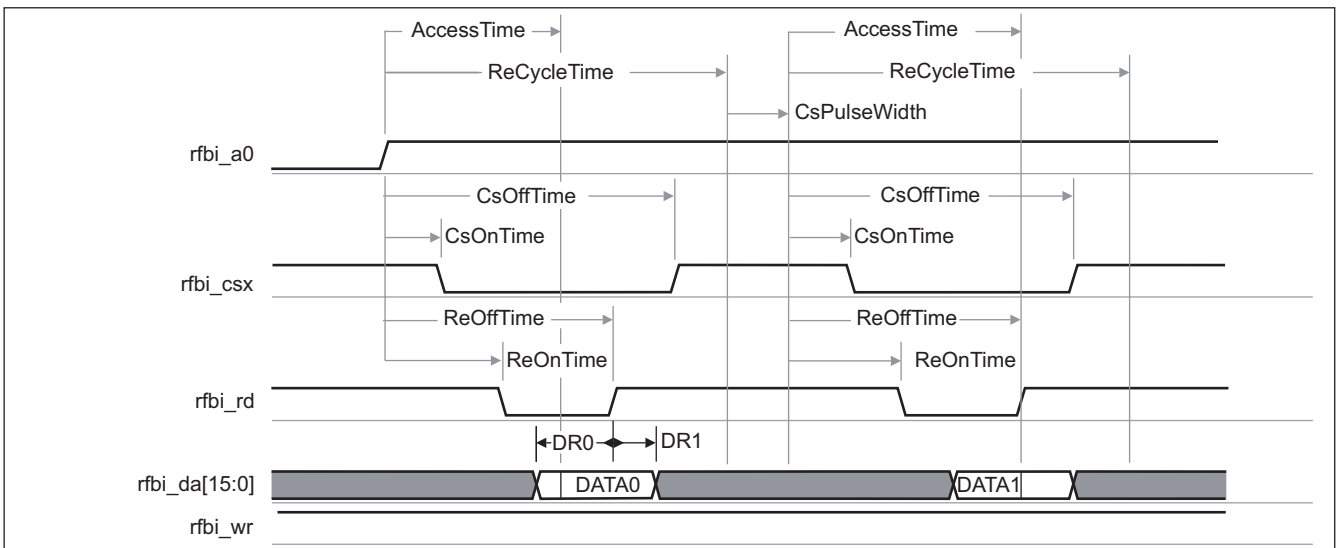 AccessTime AccessTime
ReCycleTime ReCycleTime
CsPulseWidth
rfbi_a0
CsOffTime CsOffTime
CsOnTime CsOnTime
rfbi_csx
ReOffTime ReOffTime
ReOnTime ReOnTime
rfbi_rd
DR0 DR1
rfbi_da[15:0] DATA0 DATA1
rfbi_wr